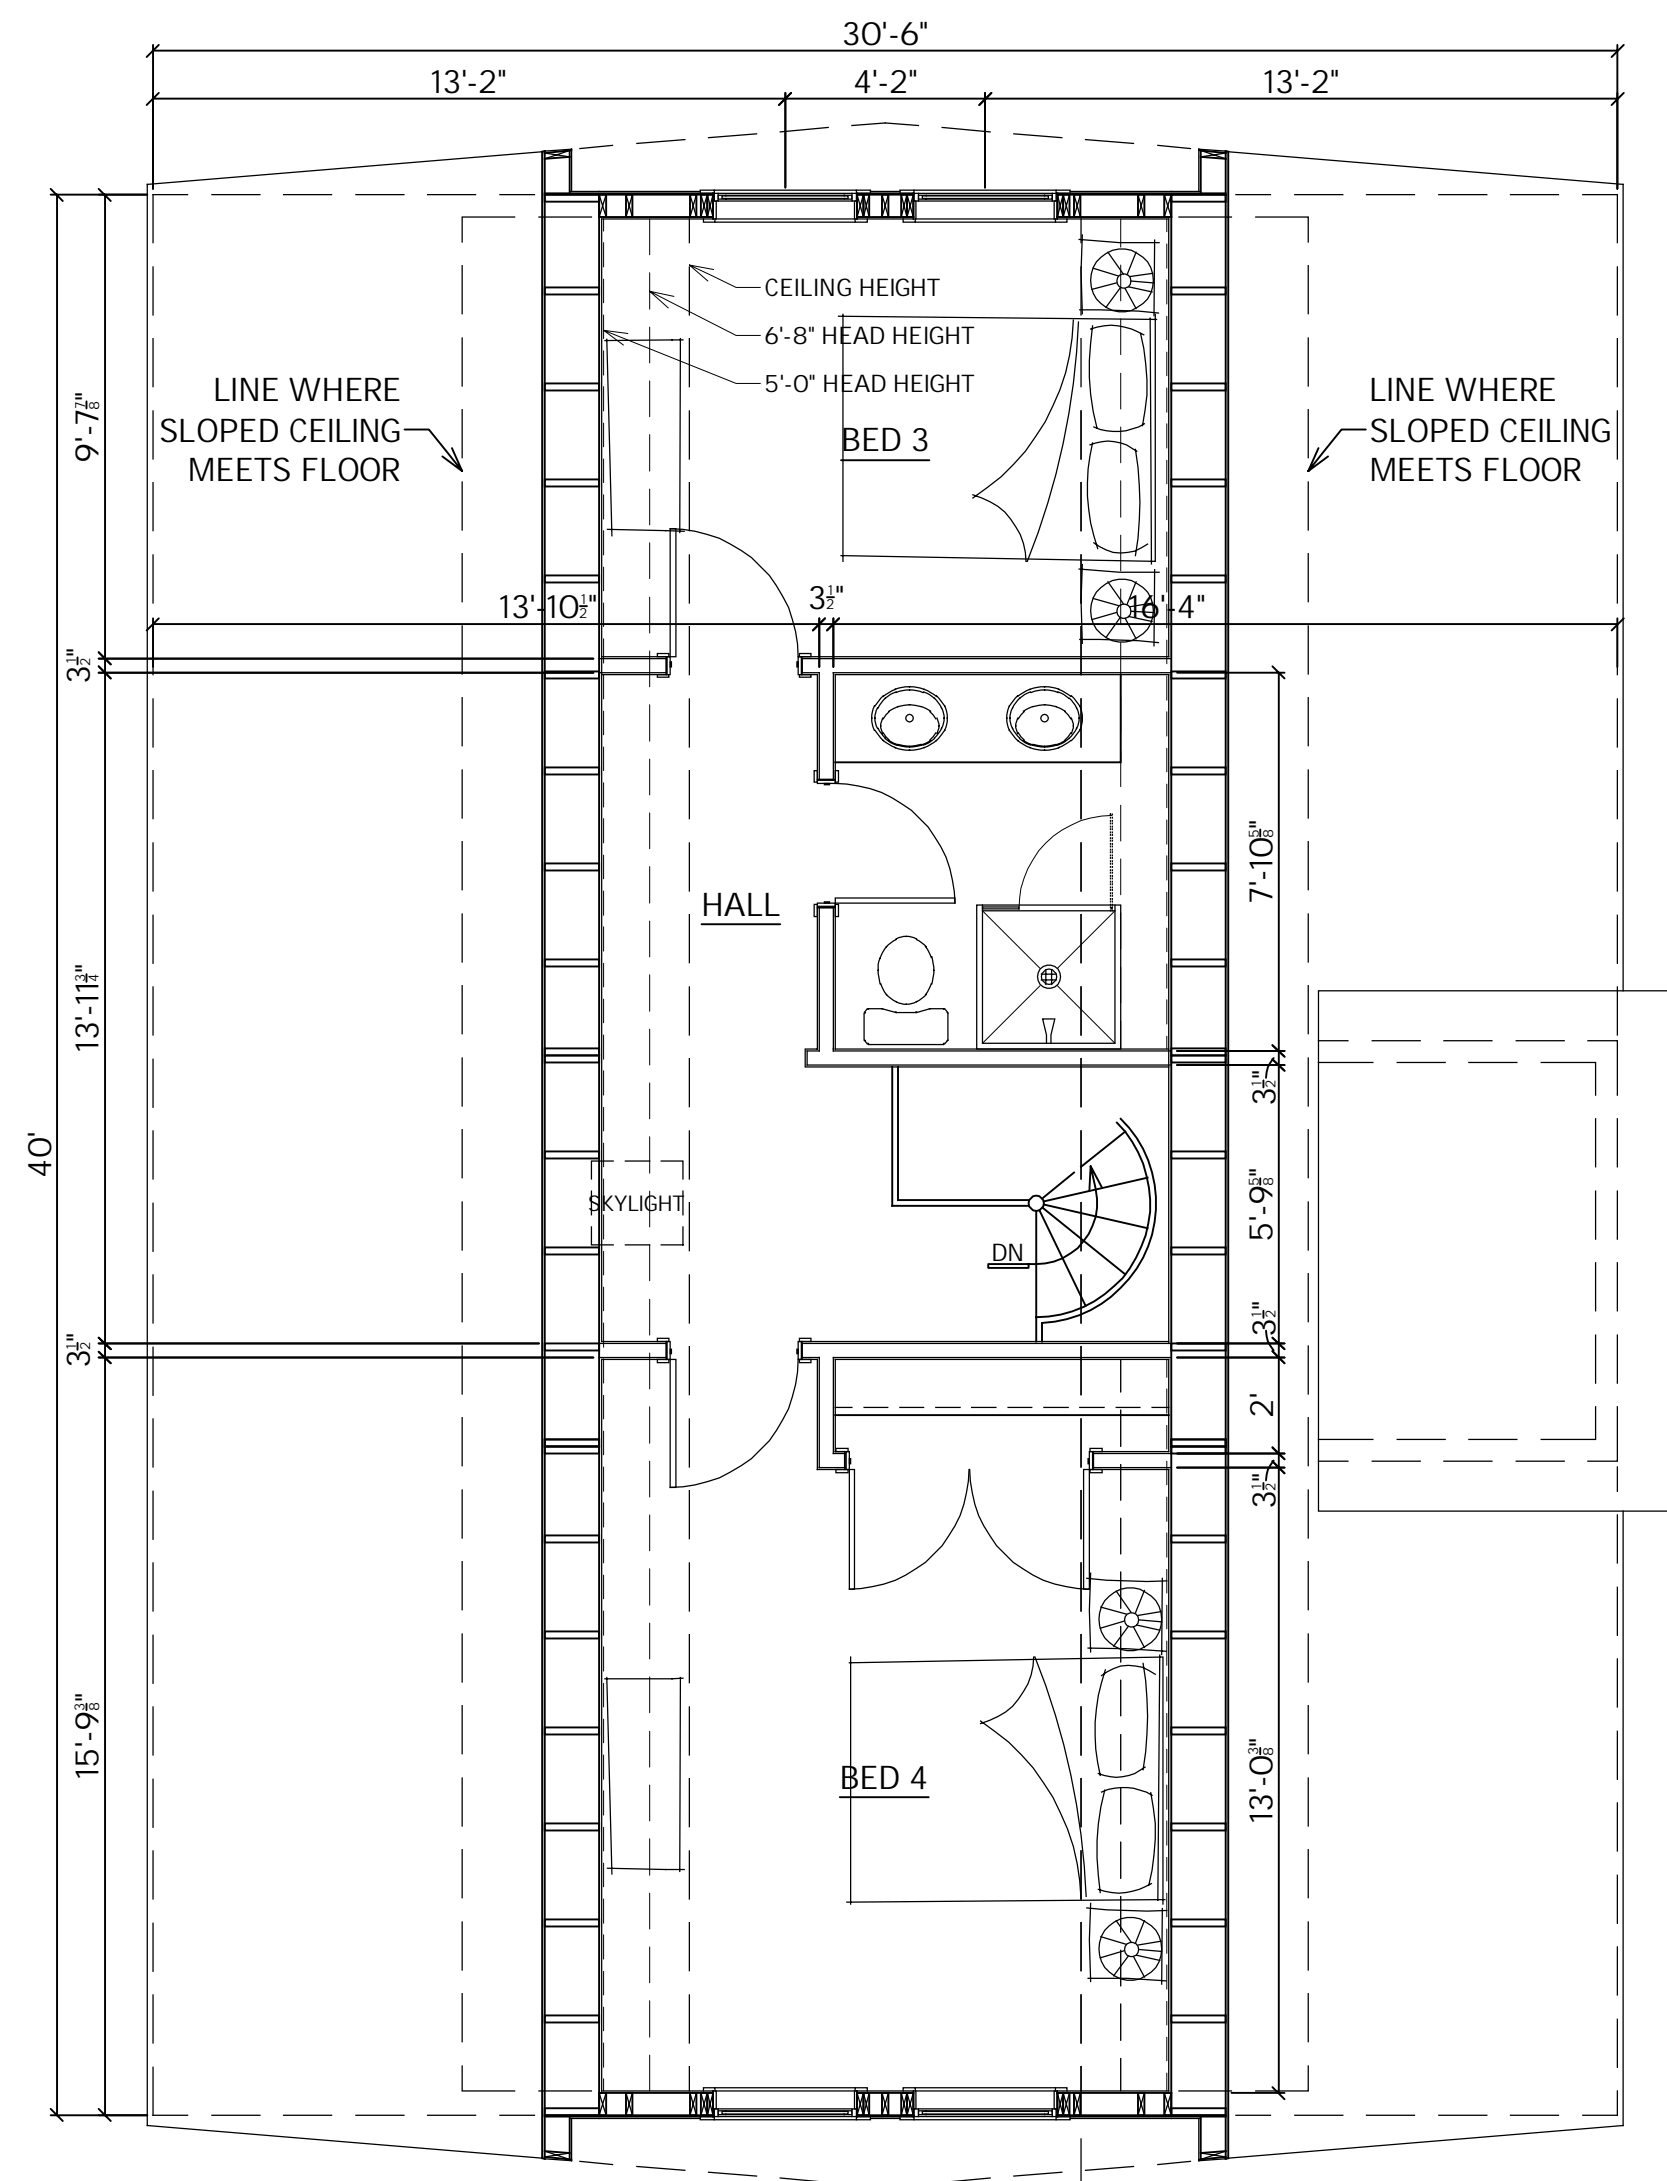 30'-6"
13'-2"
4'-2"
13'-2"
CEILING HEIGHT
6'-8" HEAD HEIGHT
5'-0" HEAD HEIGHT
LINE WHERE
SLOPED CEILING
MEETS FLOOR
BED 3
LINE WHERE
SLOPED CEILING
MEETS FLOOR
9'-7⅞"
13'-10½"
3½"
16'-4"
3½"
7'-10⅝"
HALL
13'-11¾"
3½"
40'
SKYLIGHT
DN
5'-9⅝"
3½"
3½"
2'
3½"
15'-9⅜"
BED 4
13'-0⅜"